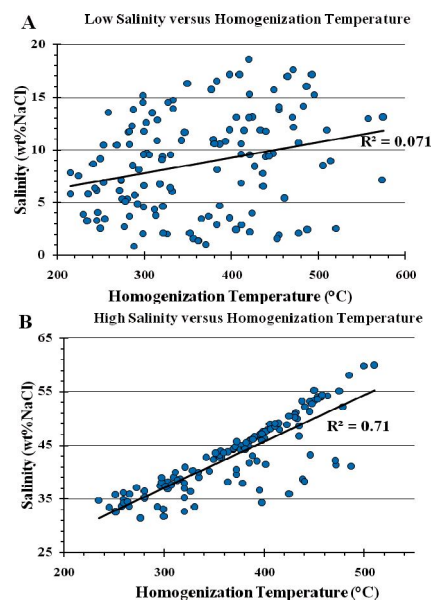 A
Low Salinity versus Homogenization Temperature
20
15
10
5
0
Salinity (wt%NaCl)
R² = 0.071
200 300 400 500 600
Homogenization Temperature (°C)
B
High Salinity versus Homogenization Temperature
65
55
45
35
25
Salinity (wt%NaCl)
R² = 0.71
200 300 400 500
Homogenization Temperature (°C)